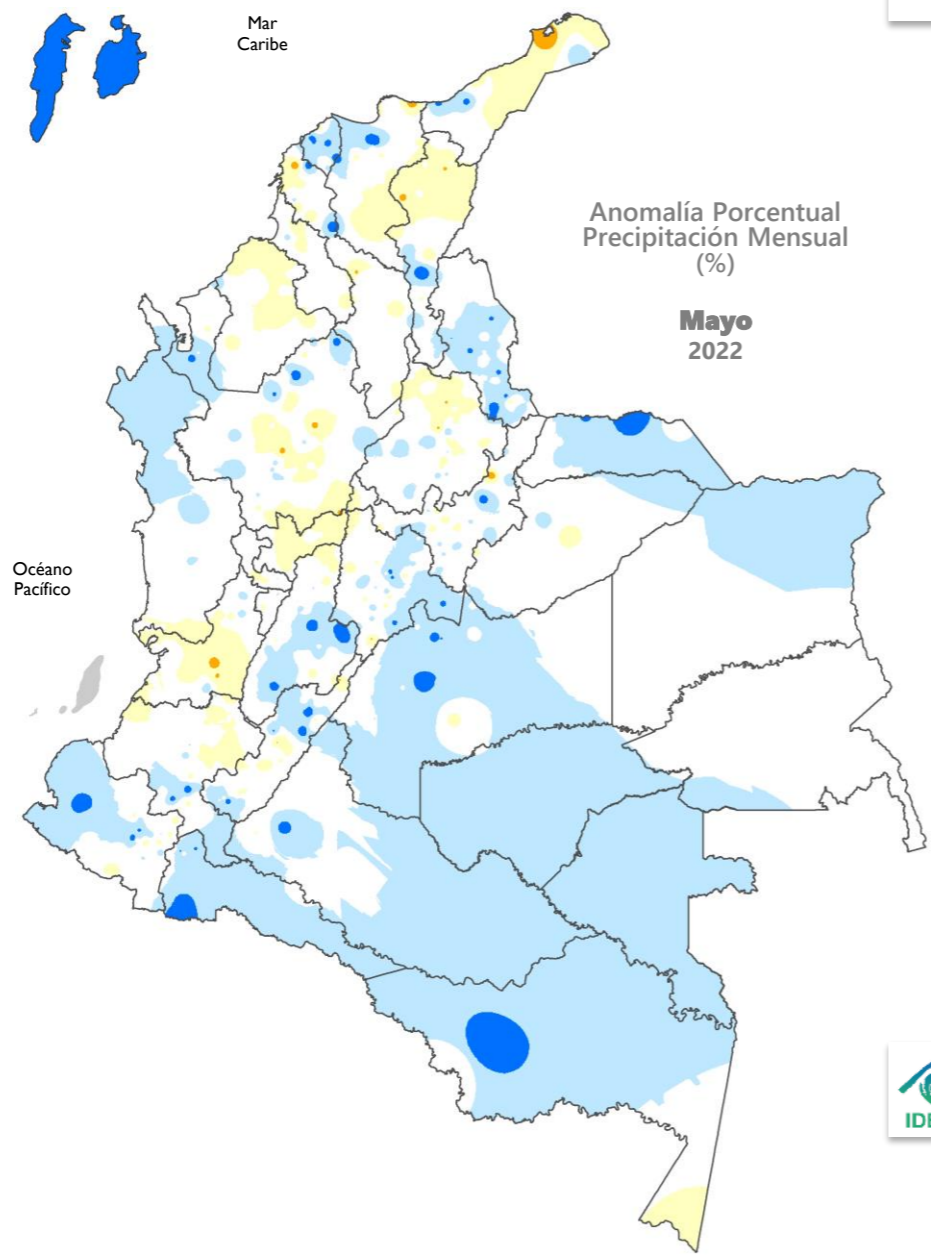 Mar
Caribe
Anomalía Porcentual
Precipitación Mensual
(%)
Mayo
2022
Océano
Pacífico